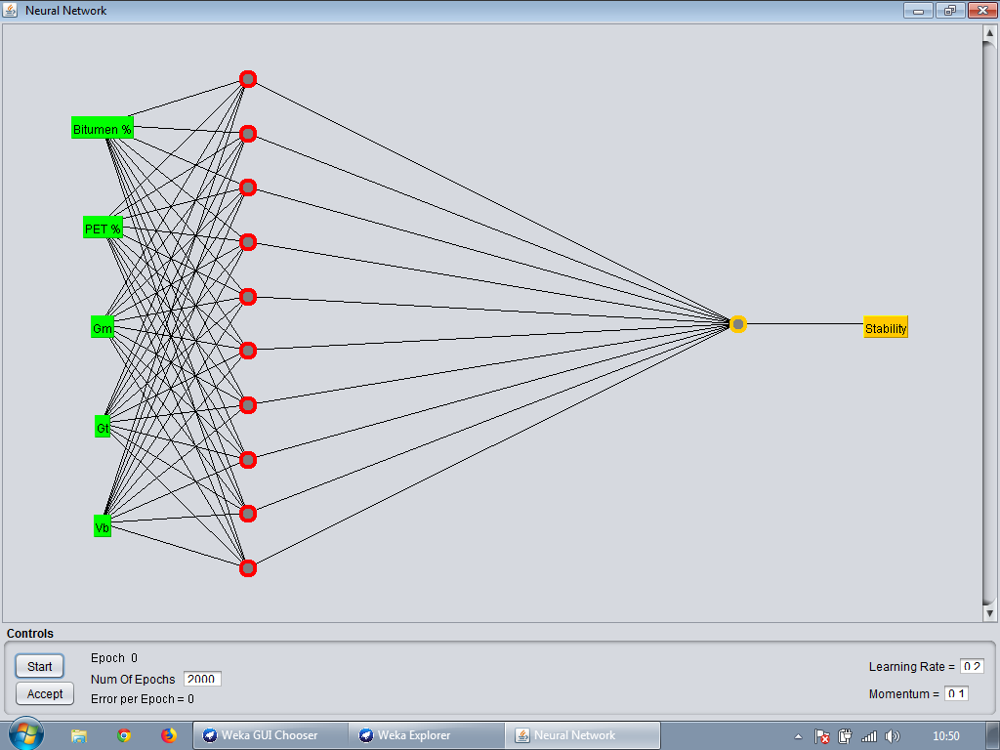 Neural Network
Bitumen %
PET %
Gm
Gt
Vb
Stability
Controls
Start
Accept
Epoch 0
Num Of Epochs 2000
Error per Epoch = 0
Learning Rate = 0.2
Momentum = 0.1
Weka GUI Chooser
Weka Explorer
Neural Network
10:50